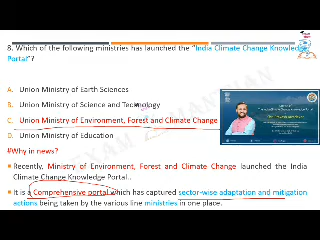 8. Which of the following ministries has launched the "India Climate Change Knowledge
Portal"?
A. Union Ministry of Earth Sciences
B. Union Ministry of Science and Technology
C. Union Ministry of Environment, Forest and Climate Change
D. Union Ministry of Education
#Why in news?
Recently, Ministry of Environment, Forest and Climate Change launched the India
Climate Change Knowledge Portal..
It is a Comprehensive portal which has captured sector-wise adaptation and mitigation
actions being taken by the various line ministries in one place.